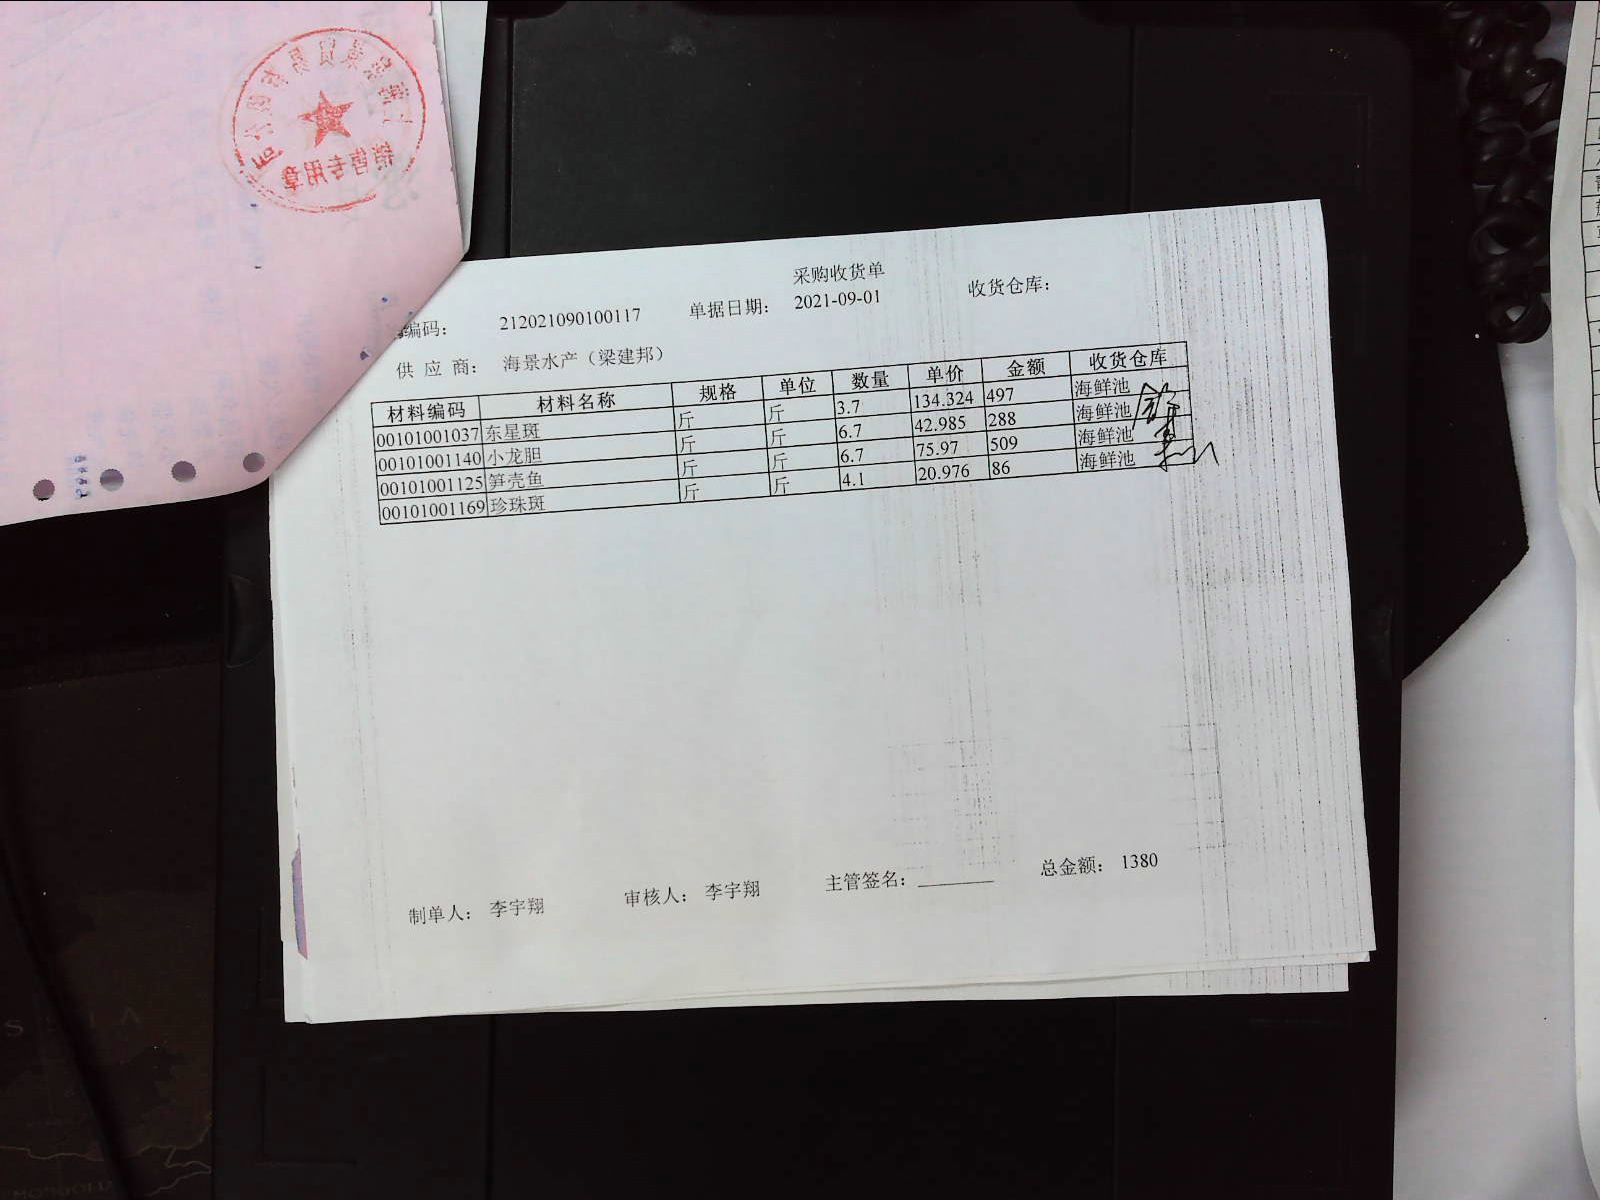 采购收货单
编码： 212021090100117 单据日期： 2021-09-01 收货仓库：
供 应 商： 海景水产（梁建邦）
材料编码 材料名称 规格 单位 数量 单价 金额 收货仓库
00101001037 东星斑 斤 斤 3.7 134.324 497 海鲜池
00101001140 小龙胆 斤 斤 6.7 42.985 288 海鲜池
00101001125 笋壳鱼 斤 斤 6.7 75.97 509 海鲜池
00101001169 珍珠斑 斤 斤 4.1 20.976 86 海鲜池
制单人： 李宇翔 审核人： 李宇翔 主管签名： 总金额： 1380
销售专用章